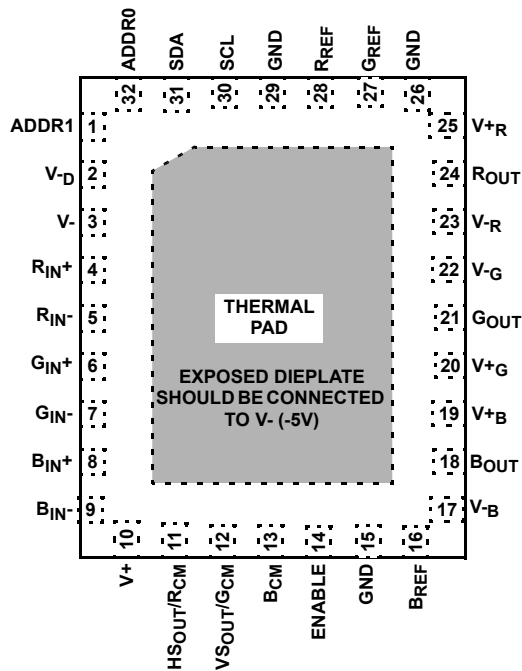 ADDR0
SDA
SCL
GND
RREF
GREF
GND
32
31
30
29
28
27
26
ADDR1 1
V-D 2
V- 3
RIN+ 4
RIN- 5
GIN+ 6
GIN- 7
BIN+ 8
BIN- 9
25 V+R
24 ROUT
23 V-R
22 V-G
21 GOUT
20 V+G
19 V+B
18 BOUT
17 V-B
THERMAL
PAD
EXPOSED DIEPLATE
SHOULD BE CONNECTED
TO V- (-5V)
10
11
12
13
14
15
16
V+
HSOUT/RCM
VSOUT/GCM
BCM
ENABLE
GND
BREF